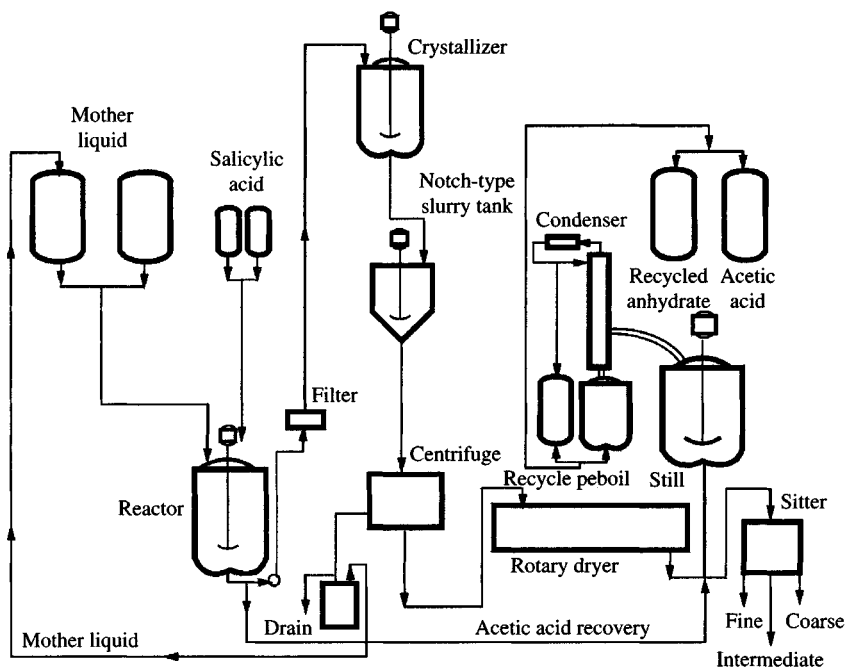 Crystallizer
Mother
liquid
Salicylic
acid
Notch-type
slurry tank
Condenser
Recycled
anhydrate
Acetic
acid
Filter
Centrifuge
Reactor
Recycle peboil
Still
Sitter
Rotary dryer
Drain
Fine
Coarse
Mother liquid
Acetic acid recovery
Intermediate